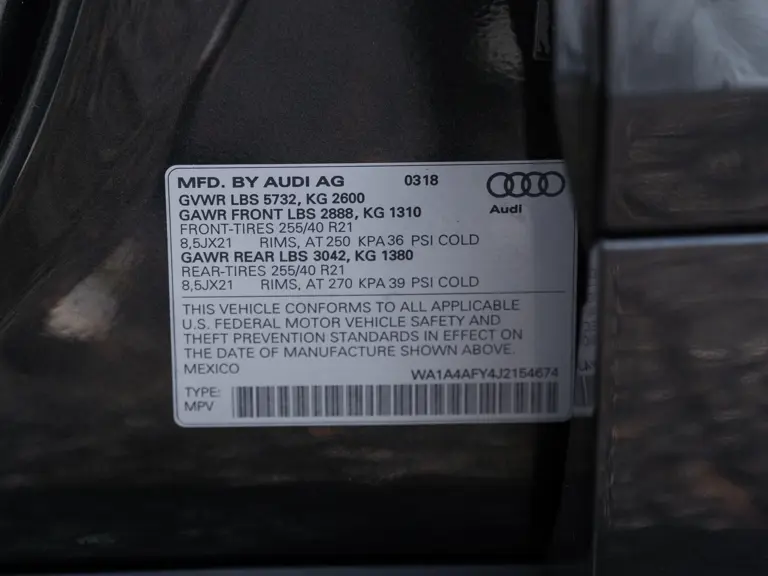 MFD. BY AUDI AG 0318
Audi
GVWR LBS 5732, KG 2600
GAWR FRONT LBS 2888, KG 1310
FRONT-TIRES 255/40 R21
8,5JX21 RIMS, AT 250 KPA 36 PSI COLD
GAWR REAR LBS 3042, KG 1380
REAR-TIRES 255/40 R21
8,5JX21 RIMS, AT 270 KPA 39 PSI COLD
THIS VEHICLE CONFORMS TO ALL APPLICABLE
U.S. FEDERAL MOTOR VEHICLE SAFETY AND
THEFT PREVENTION STANDARDS IN EFFECT ON
THE DATE OF MANUFACTURE SHOWN ABOVE.
MEXICO WA1A4AFY4J2154674
TYPE:
MPV